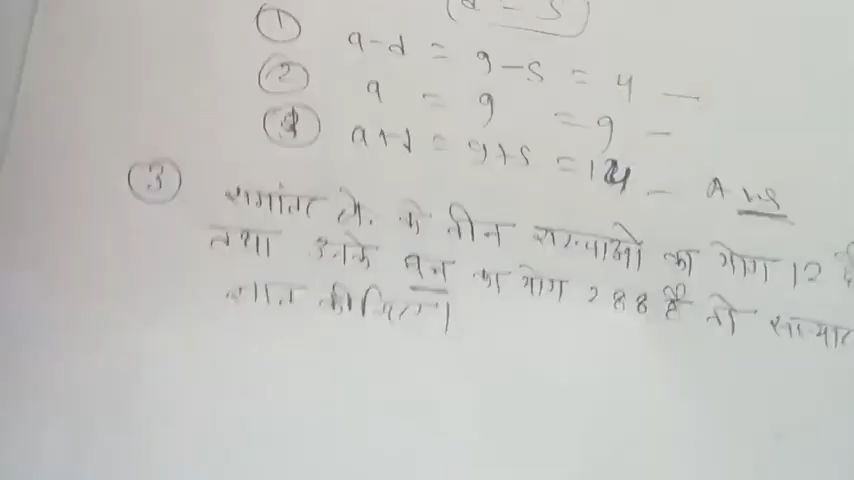 (d = 5)
① a-d = 9-5 = 4 —
② a = 9 = 9 —
a+d = 9+5 = 14 — Ans
③ समांतर श्रे. के तीन संख्याओं का योग 12 है
तथा उनके घन का योग 288 है तो संख्याएं
ज्ञात कीजिए।